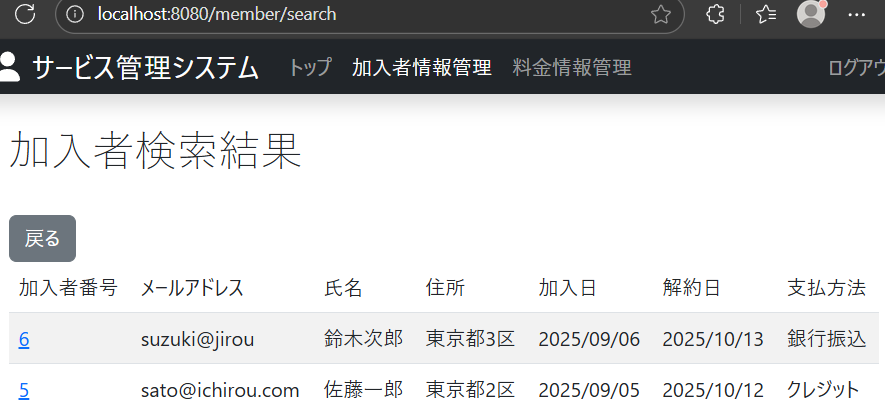 localhost:8080/member/search
サービス管理システム トップ 加入者情報管理 料金情報管理 ログアウ
加入者検索結果
戻る
加入者番号 メールアドレス 氏名 住所 加入日 解約日 支払方法
6 suzuki@jirou 鈴木次郎 東京都3区 2025/09/06 2025/10/13 銀行振込
5 sato@ichirou.com 佐藤一郎 東京都2区 2025/09/05 2025/10/12 クレジット